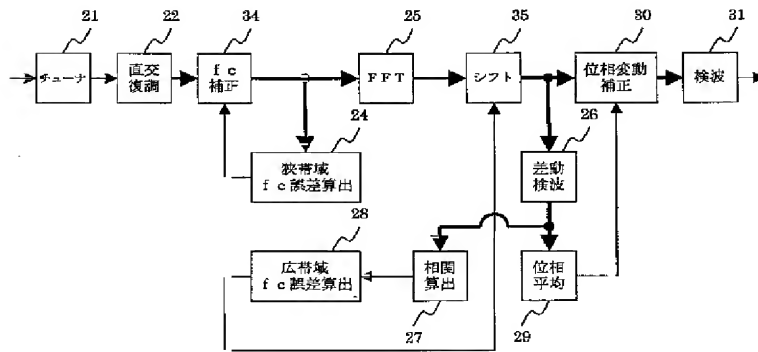 21
22
34
25
35
30
31
チューナ
直交
復調
fc
補正
FFT
シフト
位相変動
補正
検波
24
26
狭帯域
fc誤差算出
差動
検波
28
広帯域
fc誤差算出
相関
算出
位相
平均
27
29